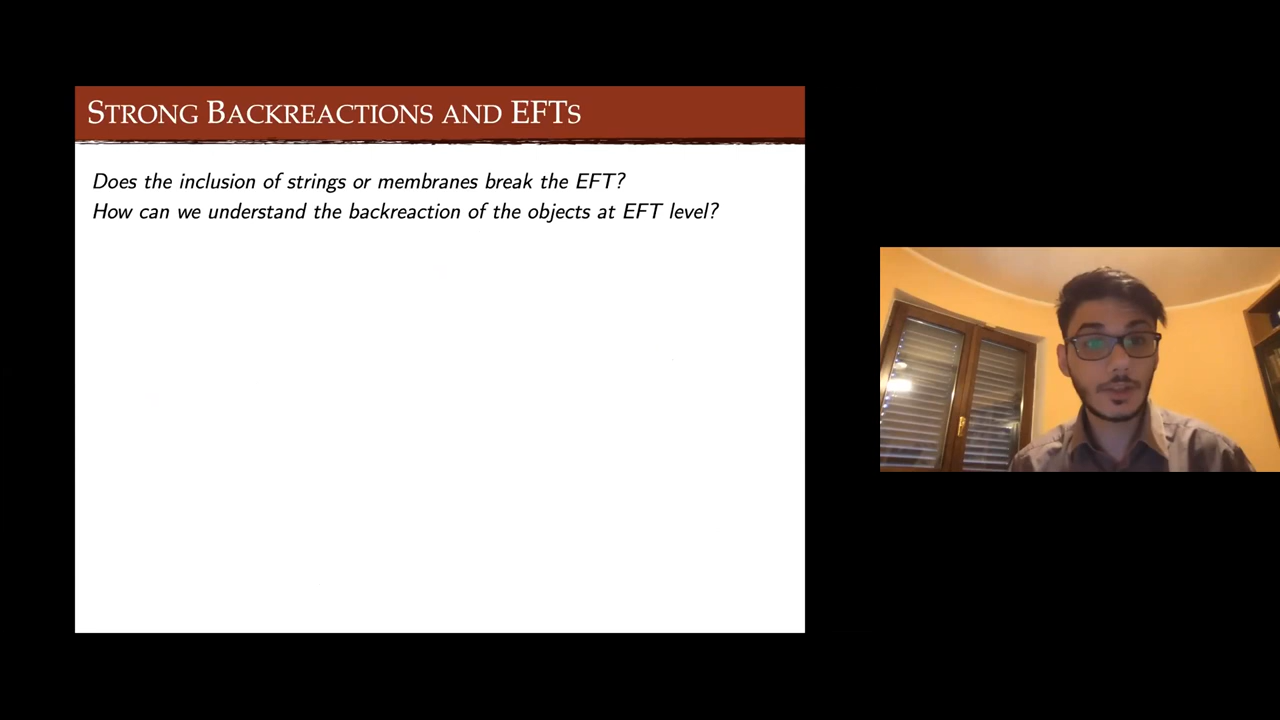 STRONG BACKREACTIONS AND EFTS
Does the inclusion of strings or membranes break the EFT?
How can we understand the backreaction of the objects at EFT level?